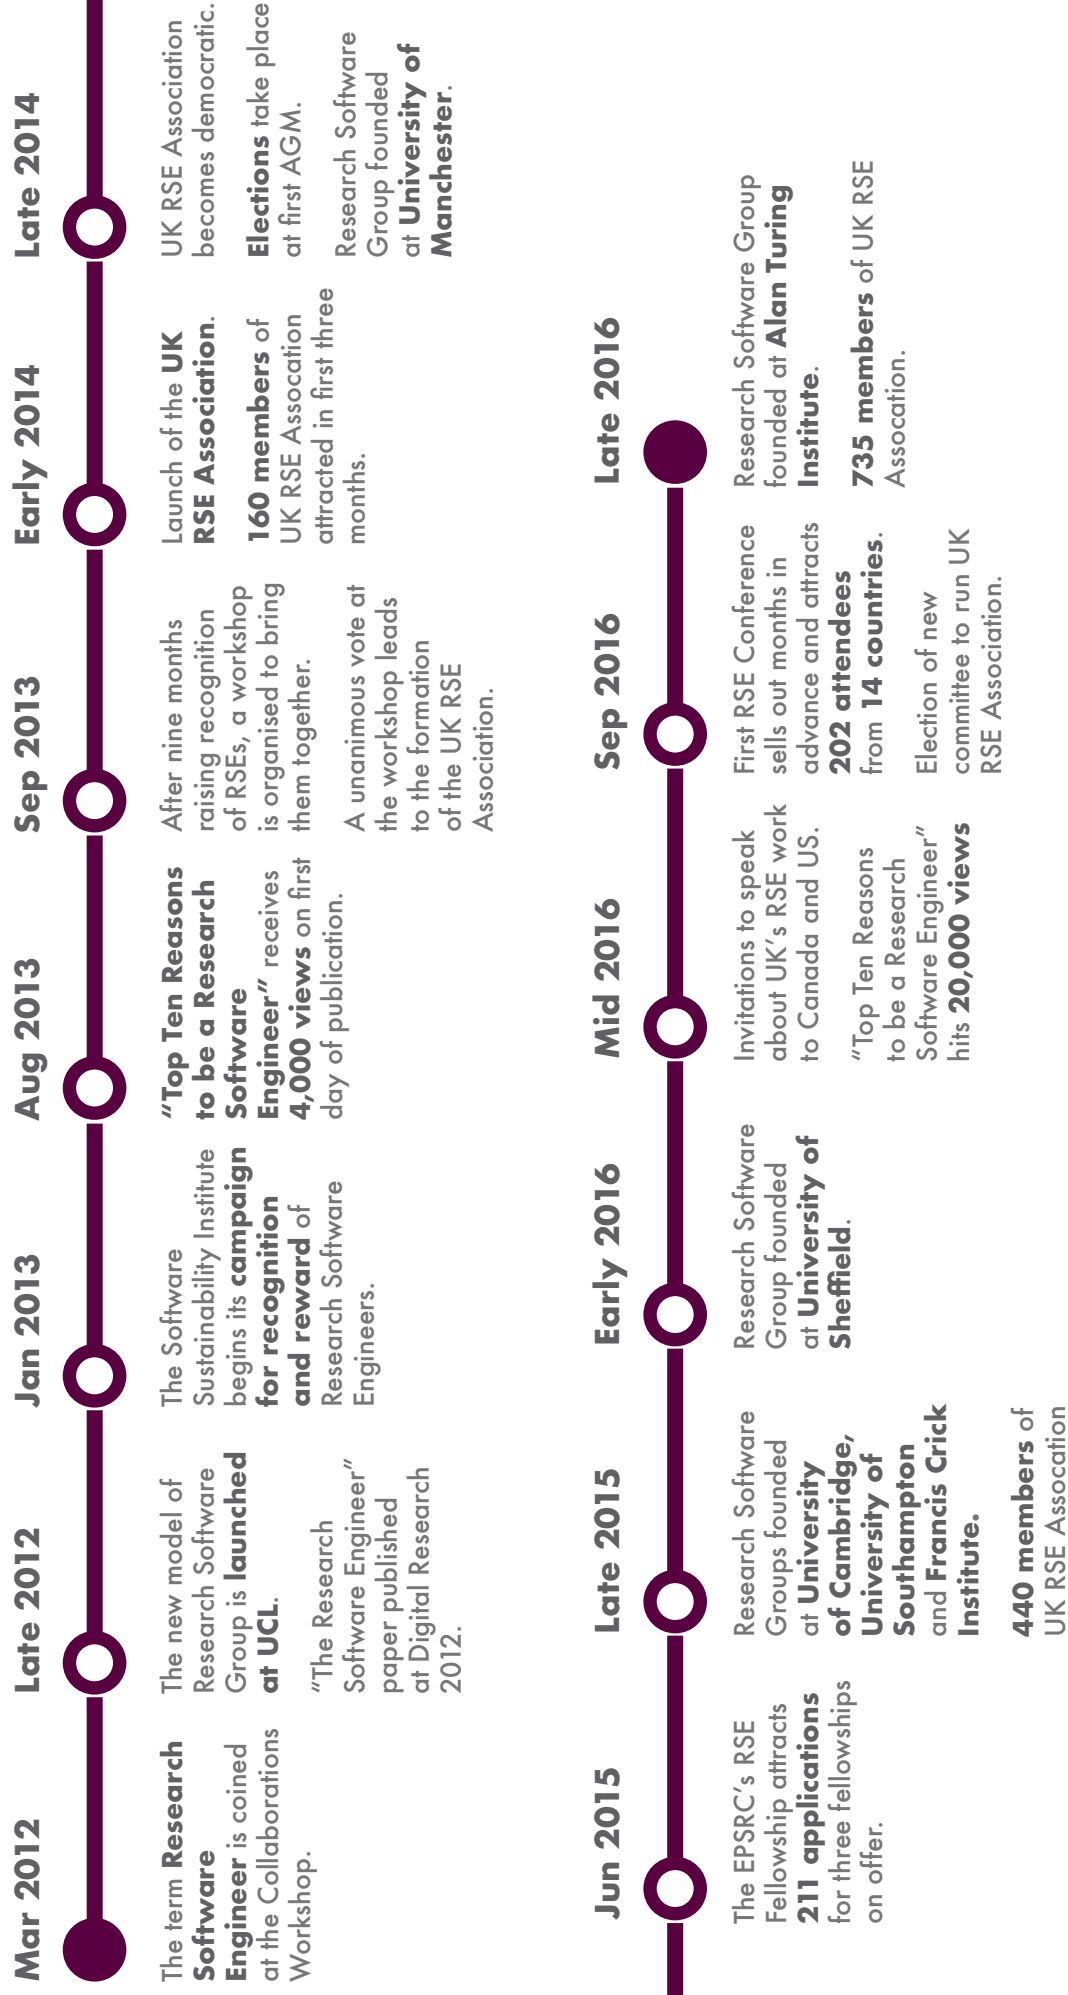 Mar 2012
The term Research
Software
Engineer is coined
at the Collaborations
Workshop.
Late 2012
The new model of
Research Software
Group is launched
at UCL.
“The Research
Software Engineer”
paper published
at Digital Research
2012.
Jan 2013
The Software
Sustainability Institute
begins its campaign
for recognition
and reward of
Research Software
Engineers.
Aug 2013
“Top Ten Reasons
to be a Research
Software
Engineer” receives
4,000 views on first
day of publication.
Sep 2013
After nine months
raising recognition
of RSEs, a workshop
is organised to bring
them together.
A unanimous vote at
the workshop leads
to the formation
of the UK RSE
Association.
Early 2014
Launch of the UK
RSE Association.
160 members of
UK RSE Assocation
attracted in first three
months.
Late 2014
UK RSE Association
becomes democratic.
Elections take place
at first AGM.
Research Software
Group founded
at University of
Manchester.
Jun 2015
The EPSRC’s RSE
Fellowship attracts
211 applications
for three fellowships
on offer.
Late 2015
Research Software
Groups founded
at University
of Cambridge,
University of
Southampton
and Francis Crick
Institute.
440 members of
UK RSE Assocation
Early 2016
Research Software
Group founded
at University of
Sheffield.
Mid 2016
Invitations to speak
about UK’s RSE work
to Canada and US.
“Top Ten Reasons
to be a Research
Software Engineer”
hits 20,000 views
Sep 2016
First RSE Conference
sells out months in
advance and attracts
202 attendees
from 14 countries.
Election of new
committee to run UK
RSE Association.
Late 2016
Research Software Group
founded at Alan Turing
Institute.
735 members of UK RSE
Assocation.